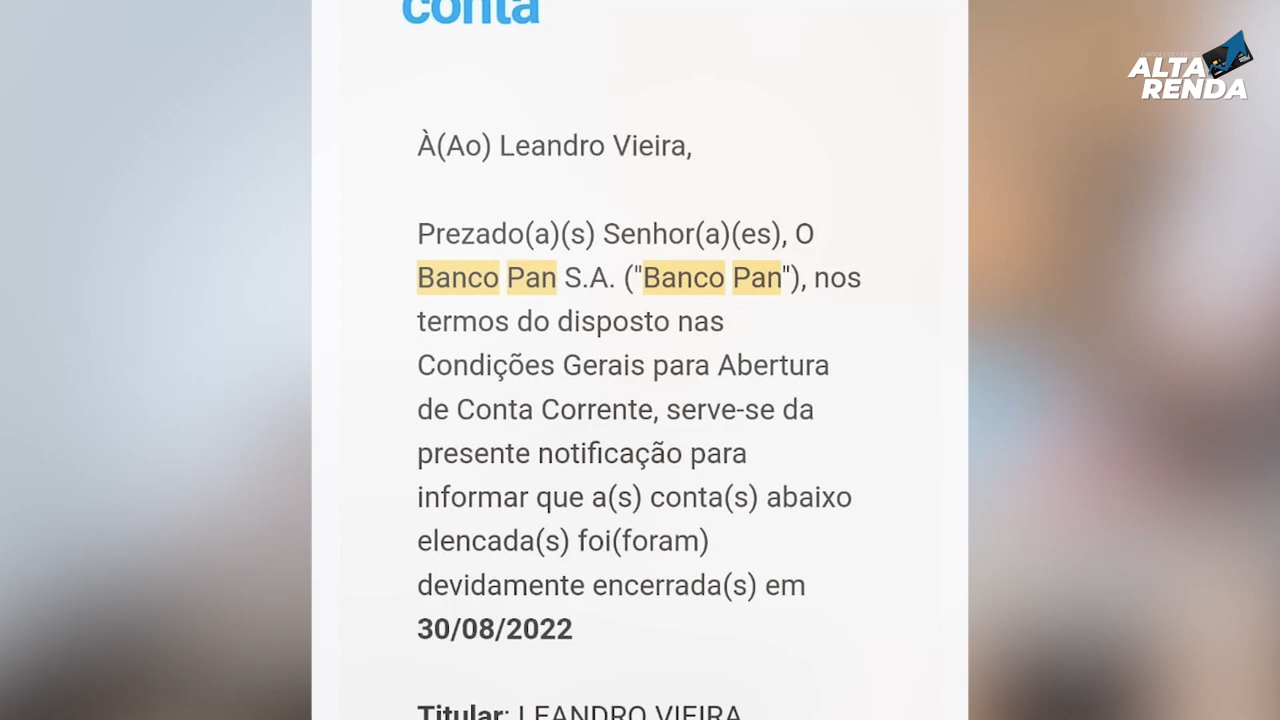 conta
ALTA
RENDA
À(Ao) Leandro Vieira,
Prezado(a)(s) Senhor(a)(es), O
Banco Pan S.A. ("Banco Pan"), nos
termos do disposto nas
Condições Gerais para Abertura
de Conta Corrente, serve-se da
presente notificação para
informar que a(s) conta(s) abaixo
elencada(s) foi(foram)
devidamente encerrada(s) em
30/08/2022
Titular: LEANDRO VIEIRA